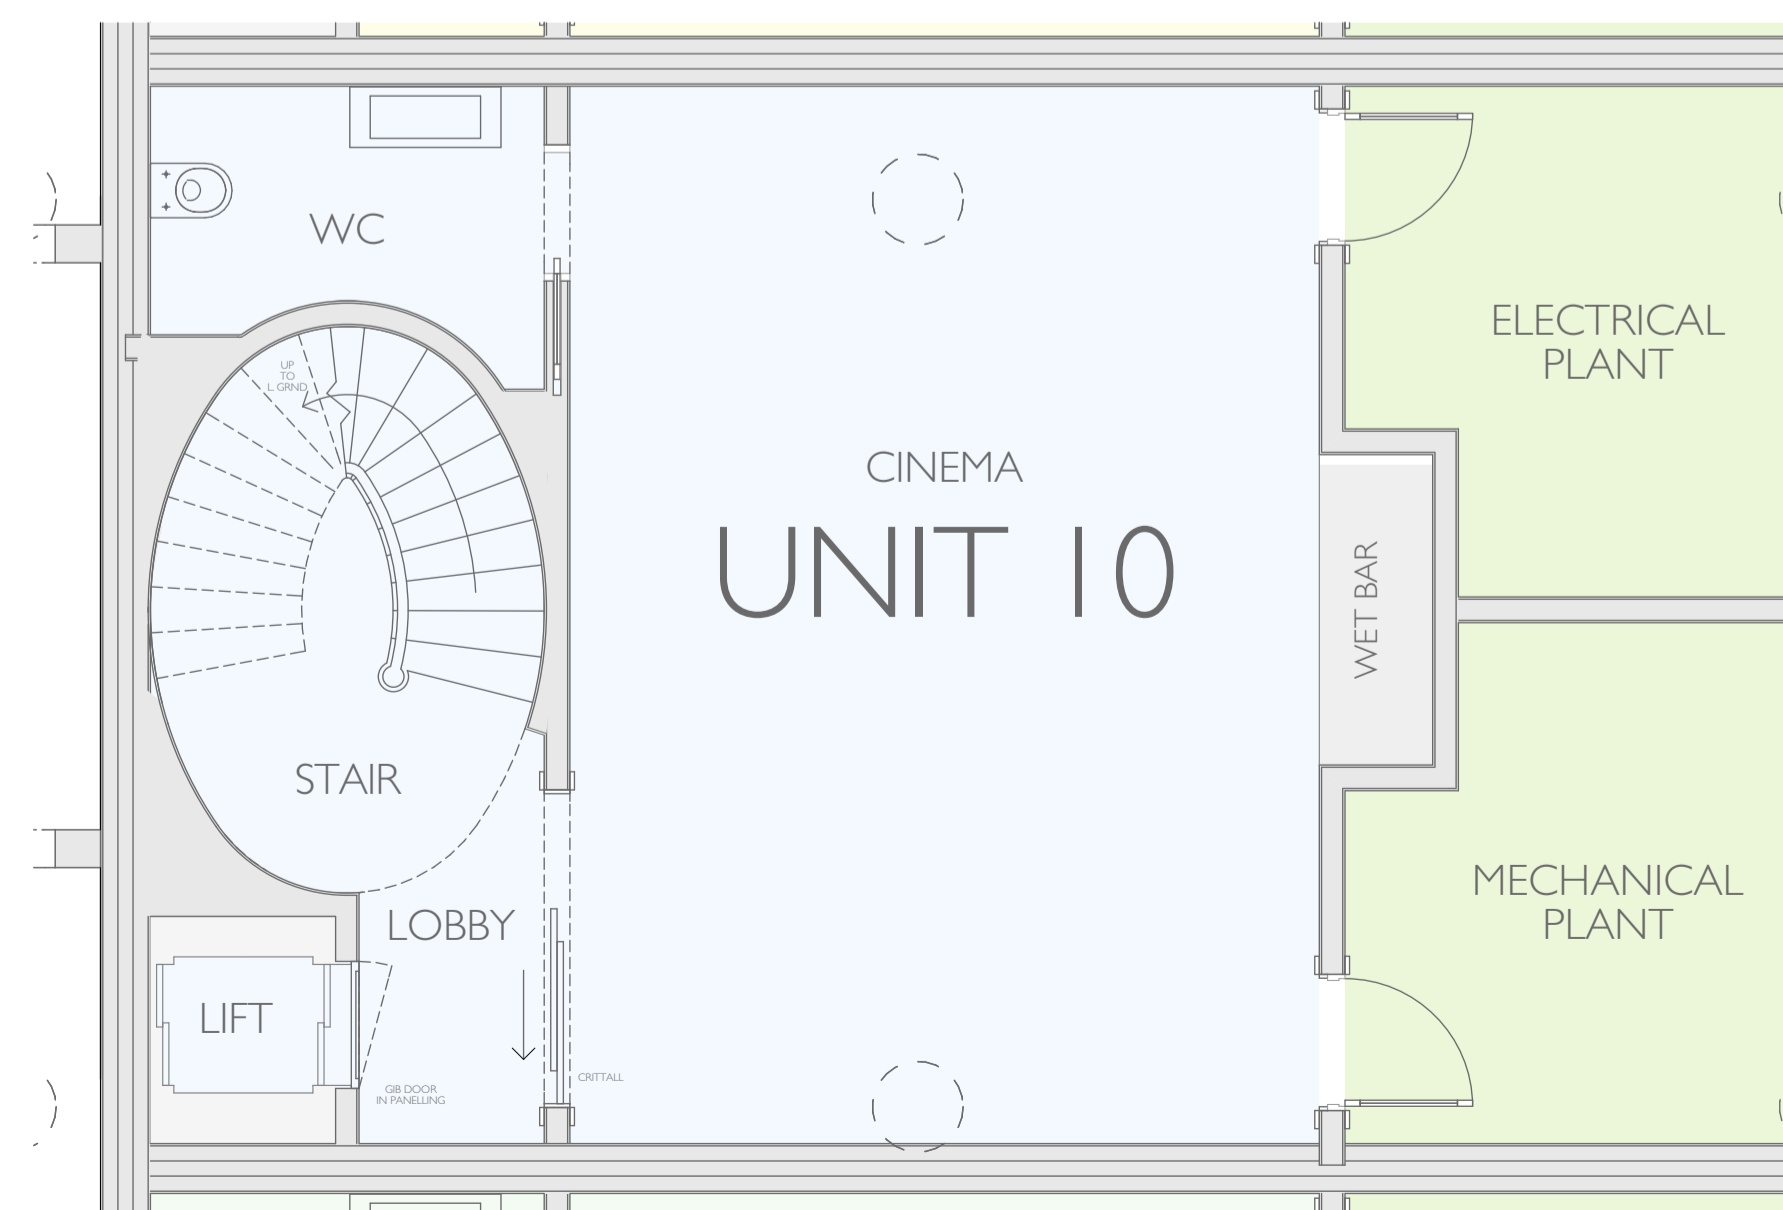 WC
UP
TO
L. GRND
ELECTRICAL
PLANT
CINEMA
UNIT 10
WET BAR
STAIR
MECHANICAL
PLANT
LOBBY
LIFT
CRITTALL
GIB DOOR
IN PANELLING